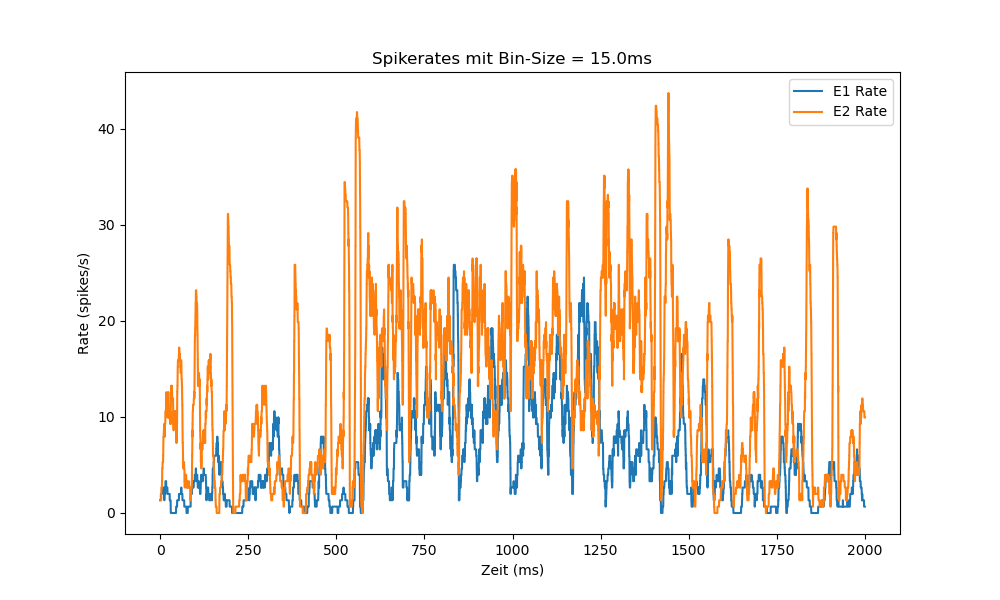 Spikerates mit Bin-Size = 15.0ms
E1 Rate
E2 Rate
40
30
20
10
0
Rate (spikes/s)
0 250 500 750 1000 1250 1500 1750 2000
Zeit (ms)